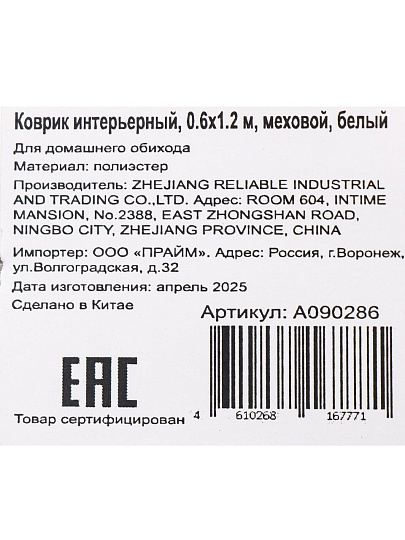 Коврик интерьерный, 0.6х1.2 м, меховой, белый
Для домашнего обихода
Материал: полиэстер
Производитель: ZHEJIANG RELIABLE INDUSTRIAL
AND TRADING CO.,LTD. Адрес: ROOM 604, INTIME
MANSION, No.2388, EAST ZHONGSHAN ROAD,
NINGBO CITY, ZHEJIANG PROVINCE, CHINA
Импортер: ООО «ПРАЙМ». Адрес: Россия, г.Воронеж,
ул.Волгоградская, д.32
Дата изготовления: апрель 2025
Сделано в Китае
Артикул: А090286
ЕАС
Товар сертифицирован
4 610268 167771